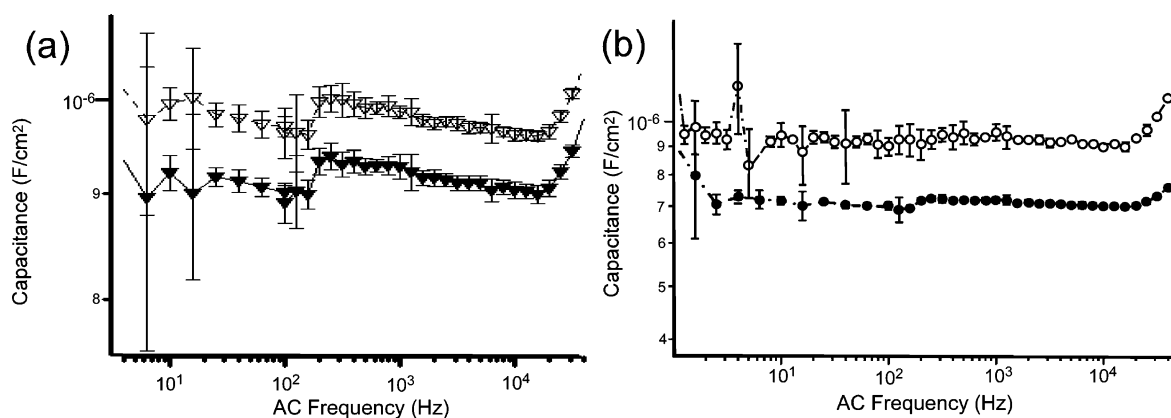 (a)
Capacitance (F/cm²)
10⁻⁶
9
8
10¹ 10² 10³ 10⁴
AC Frequency (Hz)
(b)
Capacitance (F/cm²)
10⁻⁶
9
8
7
6
5
4
10¹ 10² 10³ 10⁴
AC Frequency (Hz)